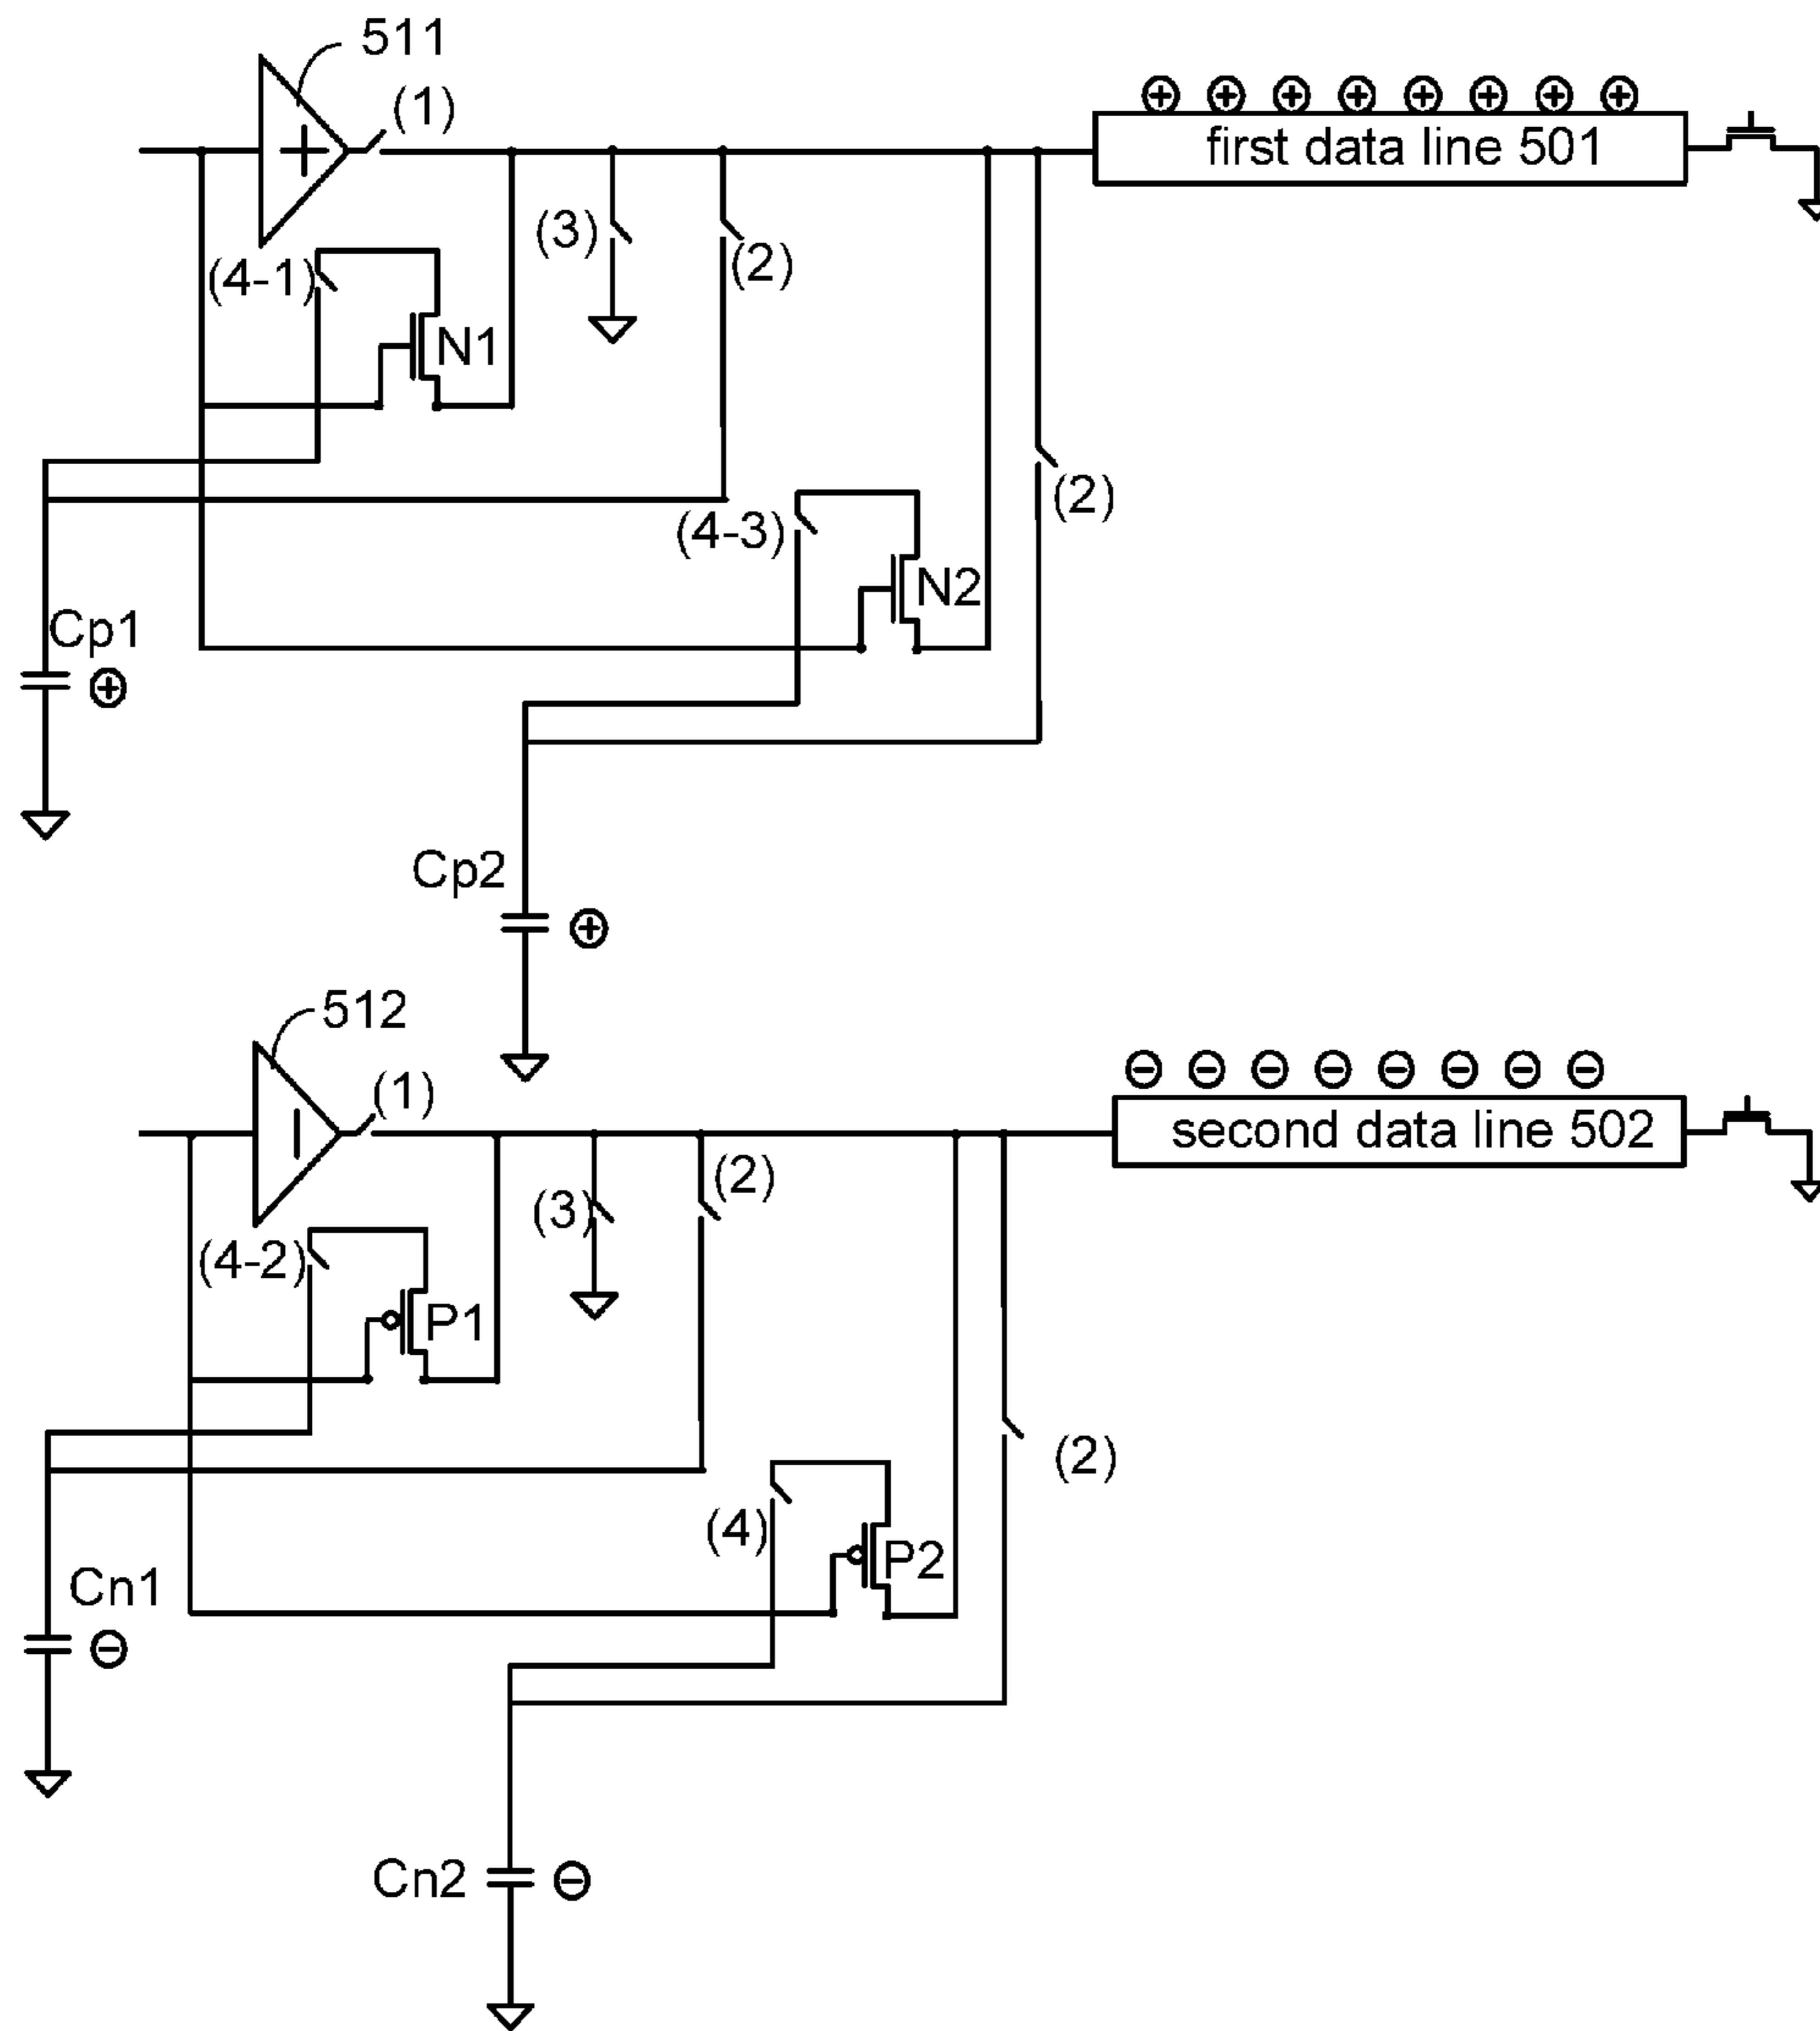 511
(1)
first data line 501
(3)
(2)
(4-1)
N1
(2)
(4-3)
N2
Cp1
Cp2
512
(1)
second data line 502
(2)
(3)
(4-2)
P1
(2)
(4)
P2
Cn1
Cn2